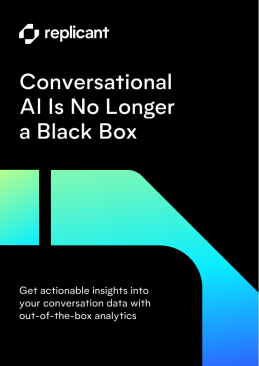 replicant
Conversational
AI Is No Longer
a Black Box
Get actionable insights into
your conversation data with
out-of-the-box analytics